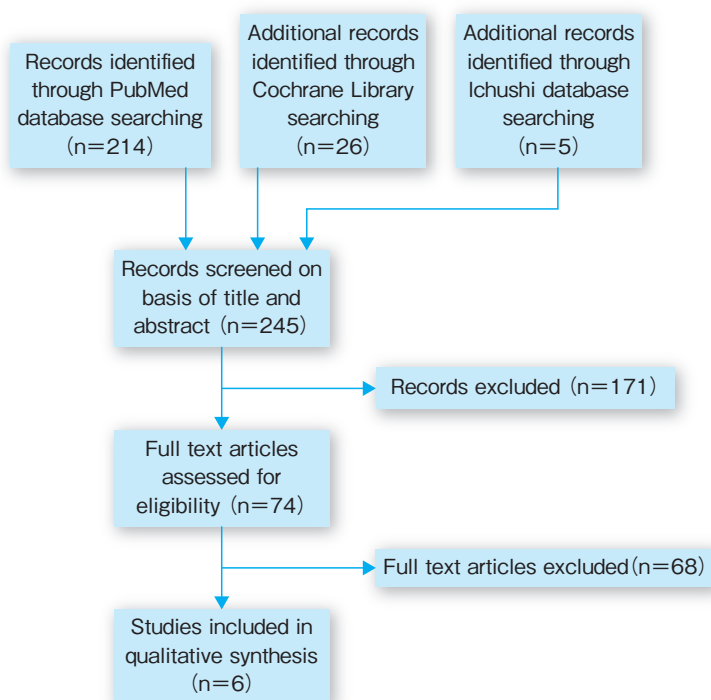 Records identified
through PubMed
database searching
(n=214)
Additional records
identified through
Cochrane Library
searching
(n=26)
Additional records
identified through
Ichushi database
searching
(n=5)
Records screened on
basis of title and
abstract (n=245)
Records excluded (n=171)
Full text articles
assessed for
eligibility (n=74)
Full text articles excluded(n=68)
Studies included in
qualitative synthesis
(n=6)